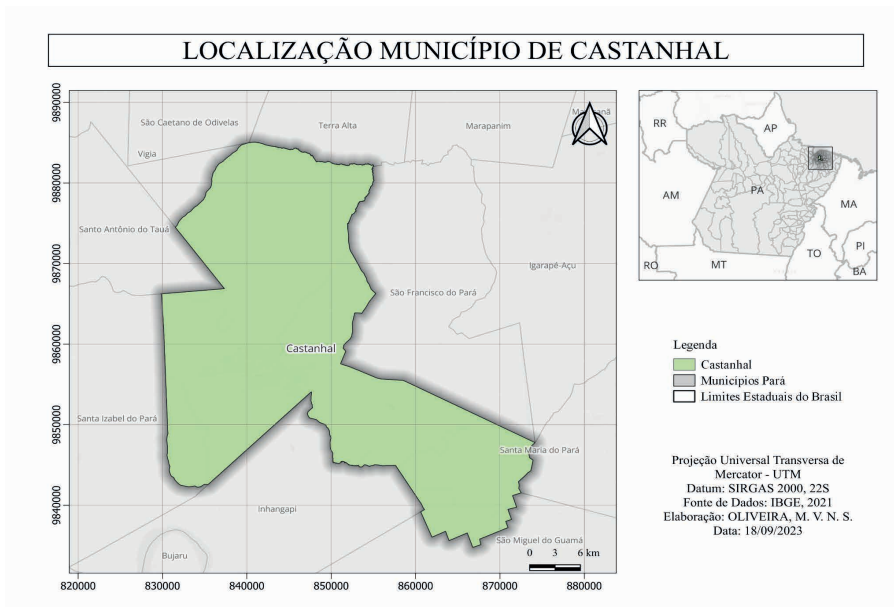 LOCALIZAÇÃO MUNICÍPIO DE CASTANHAL
9890000
9880000
9870000
9860000
9850000
9840000
São Caetano de Odivelas
Terra Alta
Marapanim
Vigia
Santo Antônio do Tauá
Igarapé-Açu
São Francisco do Pará
Castanhal
Santa Izabel do Pará
Santa Maria do Pará
Inhangapi
São Miguel do Guamá
Bujaru
0 3 6 km
820000 830000 840000 850000 860000 870000 880000
RR
AP
AM
PA
MA
PI
TO
RO
MT
BA
Legenda
Castanhal
Municípios Pará
Limites Estaduais do Brasil
Projeção Universal Transversa de
Mercator - UTM
Datum: SIRGAS 2000, 22S
Fonte de Dados: IBGE, 2021
Elaboração: OLIVEIRA, M. V. N. S.
Data: 18/09/2023